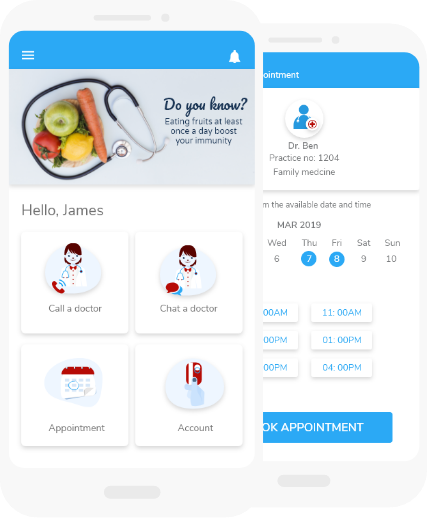 Do you know?
Eating fruits at least
once a day boost
your immunity
Hello, James
Call a doctor
Chat a doctor
Appointment
Account
ointment
Dr. Ben
Practice no: 1204
Family medcine
m the available date and time
MAR 2019
Wed Thu Fri Sat Sun
6 7 8 9 10
00AM 11: 00AM
00PM 01: 00PM
00PM 04: 00PM
OK APPOINTMENT